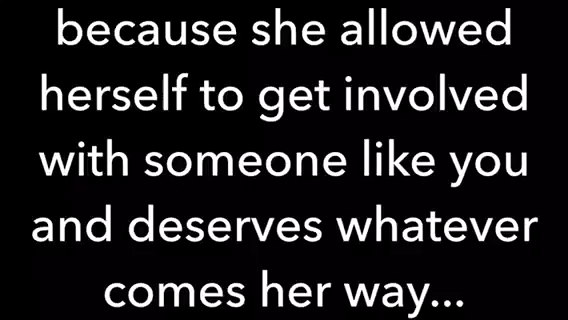 because she allowed
herself to get involved
with someone like you
and deserves whatever
comes her way...